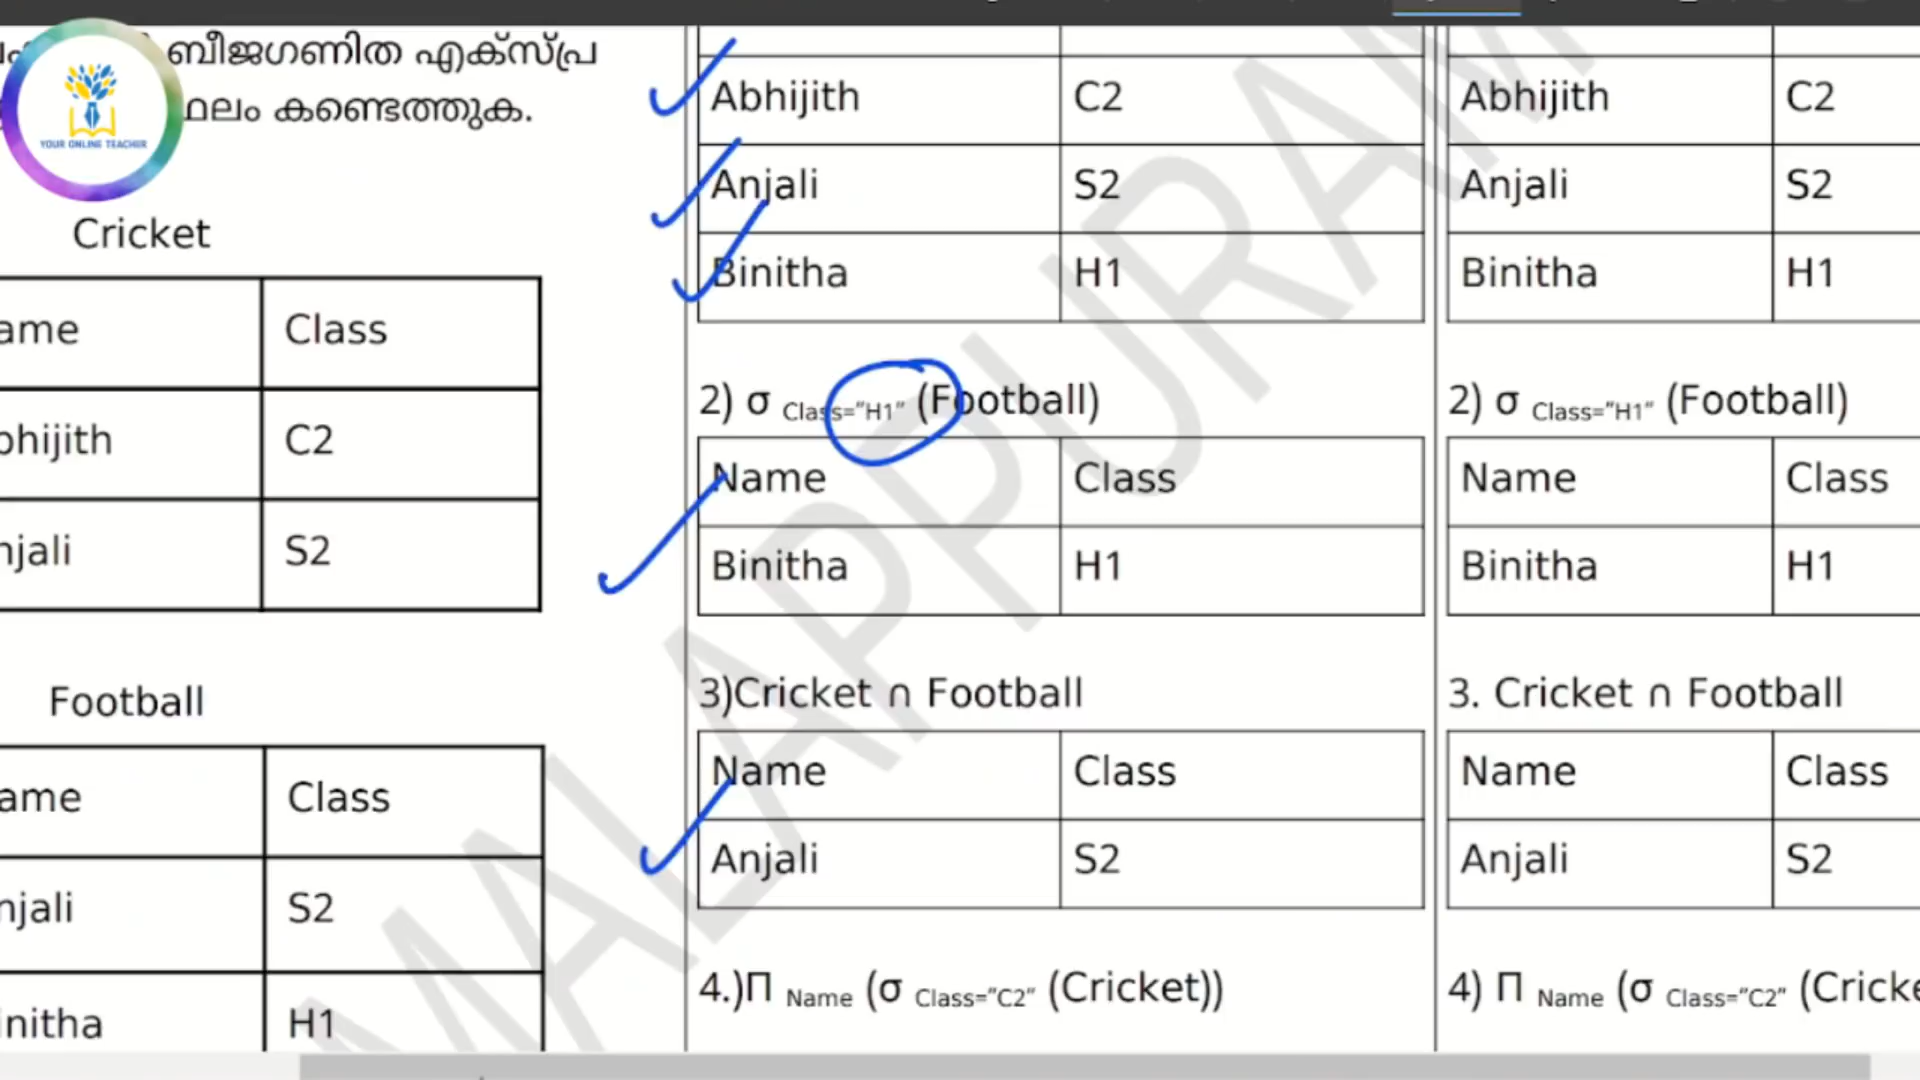 ബീജഗണിത എക്സ്പ്ര
ഫലം കണ്ടെത്തുക.
YOUR ONLINE TEACHER
Cricket
ame Class
bhijith C2
njali S2
Football
ame Class
njali S2
initha H1
Abhijith C2
Anjali S2
Binitha H1
2) σ Class="H1" (Football)
Name Class
Binitha H1
3)Cricket ∩ Football
Name Class
Anjali S2
4.)Π Name (σ Class="C2" (Cricket))
Abhijith C2
Anjali S2
Binitha H1
2) σ Class="H1" (Football)
Name Class
Binitha H1
3. Cricket ∩ Football
Name Class
Anjali S2
4) Π Name (σ Class="C2" (Cricke
MALAPPURAM